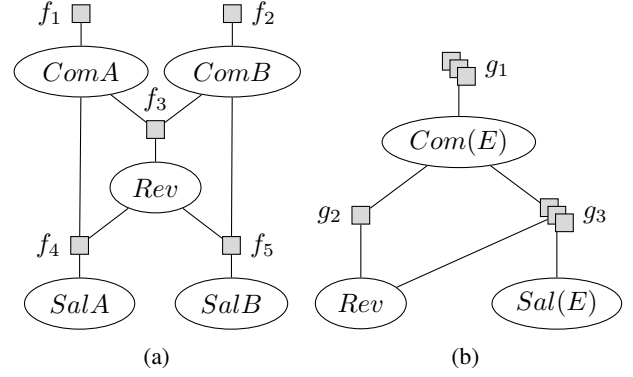 f₁ f₂
ComA ComB
g₁
f₃
Com(E)
Rev
g₂ g₃
f₄ f₅
SalA SalB Rev Sal(E)
(a) (b)